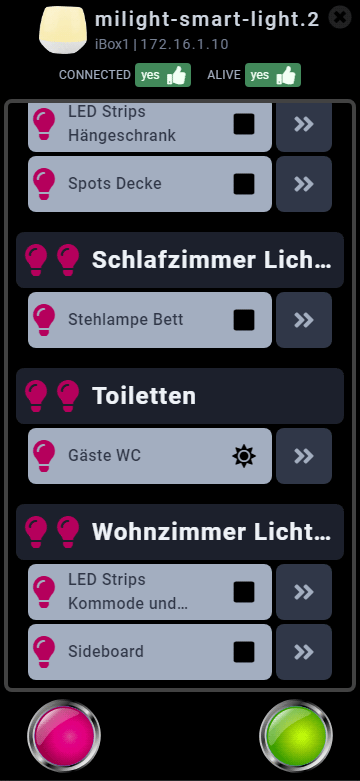 milight-smart-light.2
iBox1 | 172.16.1.10
CONNECTED yes ALIVE yes
LED Strips
Hängeschrank
Spots Decke
Schlafzimmer Lich...
Stehlampe Bett
Toiletten
Gäste WC
Wohnzimmer Licht...
LED Strips
Kommode und...
Sideboard